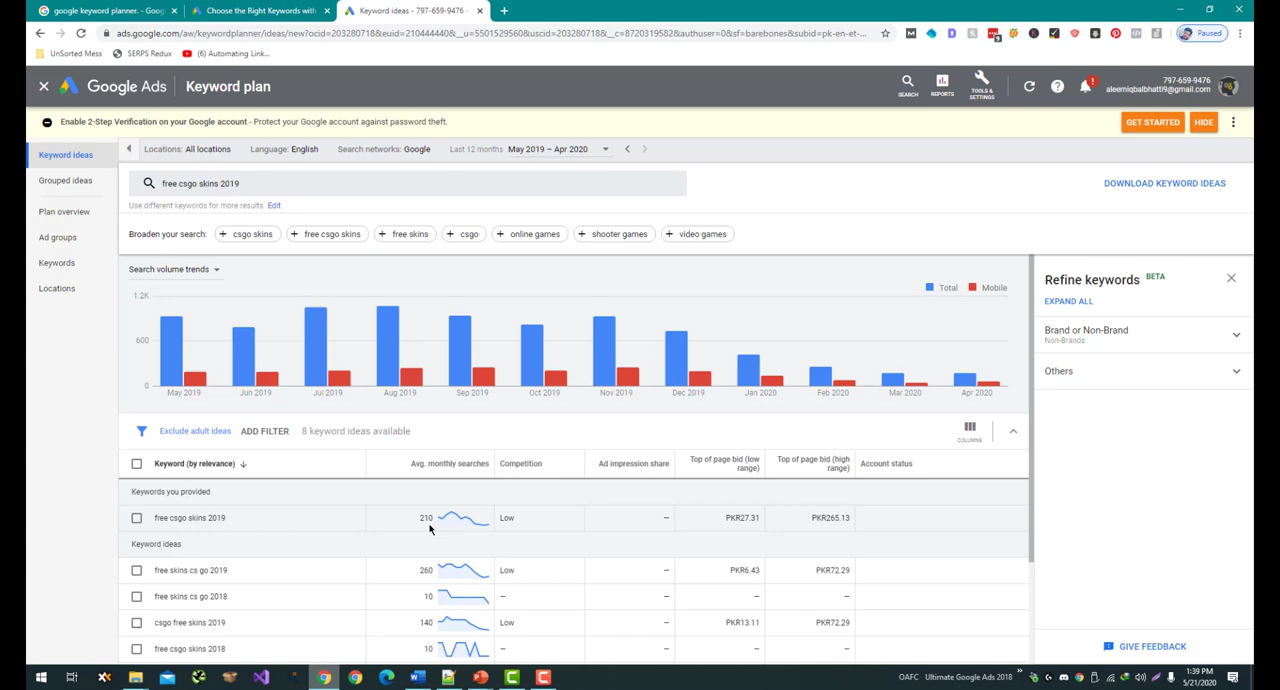 google keyword planner. - G
Choose the Right Keywords with
Keyword ideas - 797-659-9476 -
ads.google.com/aw/keywordplanner/ideas/new?ocid=203280718&euid=210444440&__u=5501529560&uscid=203280718&__c=8720319582&authuser=0&sf=barebones&subid=pk-en-et-...
Paused
UnSorted Mess
SERPS Redux
(3) Automating Link...
Google Ads
Keyword plan
SEARCH
REPORTS
TOOLS & SETTINGS
797-659-9476
aleemiqbalbhatti9@gmail.com
Enable 2-Step Verification on your Google account - Protect your Google account against password theft.
GET STARTED
HIDE
Keyword ideas
Grouped ideas
Plan overview
Ad groups
Keywords
Locations
Locations: All locations
Language: English
Search networks: Google
Last 12 months May 2019 – Apr 2020
free csgo skins 2019
DOWNLOAD KEYWORD IDEAS
Use different keywords for more results Edit
Broaden your search:
+ csgo skins
+ free csgo skins
+ free skins
+ csgo
+ online games
+ shooter games
+ video games
Search volume trends
Total
Mobile
1.2K
600
0
May 2019
Jun 2019
Jul 2019
Aug 2019
Sep 2019
Oct 2019
Nov 2019
Dec 2019
Jan 2020
Feb 2020
Mar 2020
Apr 2020
Refine keywords BETA
EXPAND ALL
Brand or Non-Brand
Non-Brands
Others
Exclude adult ideas
ADD FILTER
8 keyword ideas available
COLUMNS
Keyword (by relevance)
Avg. monthly searches
Competition
Ad impression share
Top of page bid (low range)
Top of page bid (high range)
Account status
Keywords you provided
free csgo skins 2019 210 Low – PKR27.31 PKR265.13
Keyword ideas
free skins cs go 2019 260 Low – PKR6.43 PKR72.29
free skins cs go 2018 10 – – – –
csgo free skins 2019 140 Low – PKR13.11 PKR72.29
free csgo skins 2018 10 – – – –
GIVE FEEDBACK
OAFC
Ultimate Google Ads 2018
1:39 PM
5/21/2020